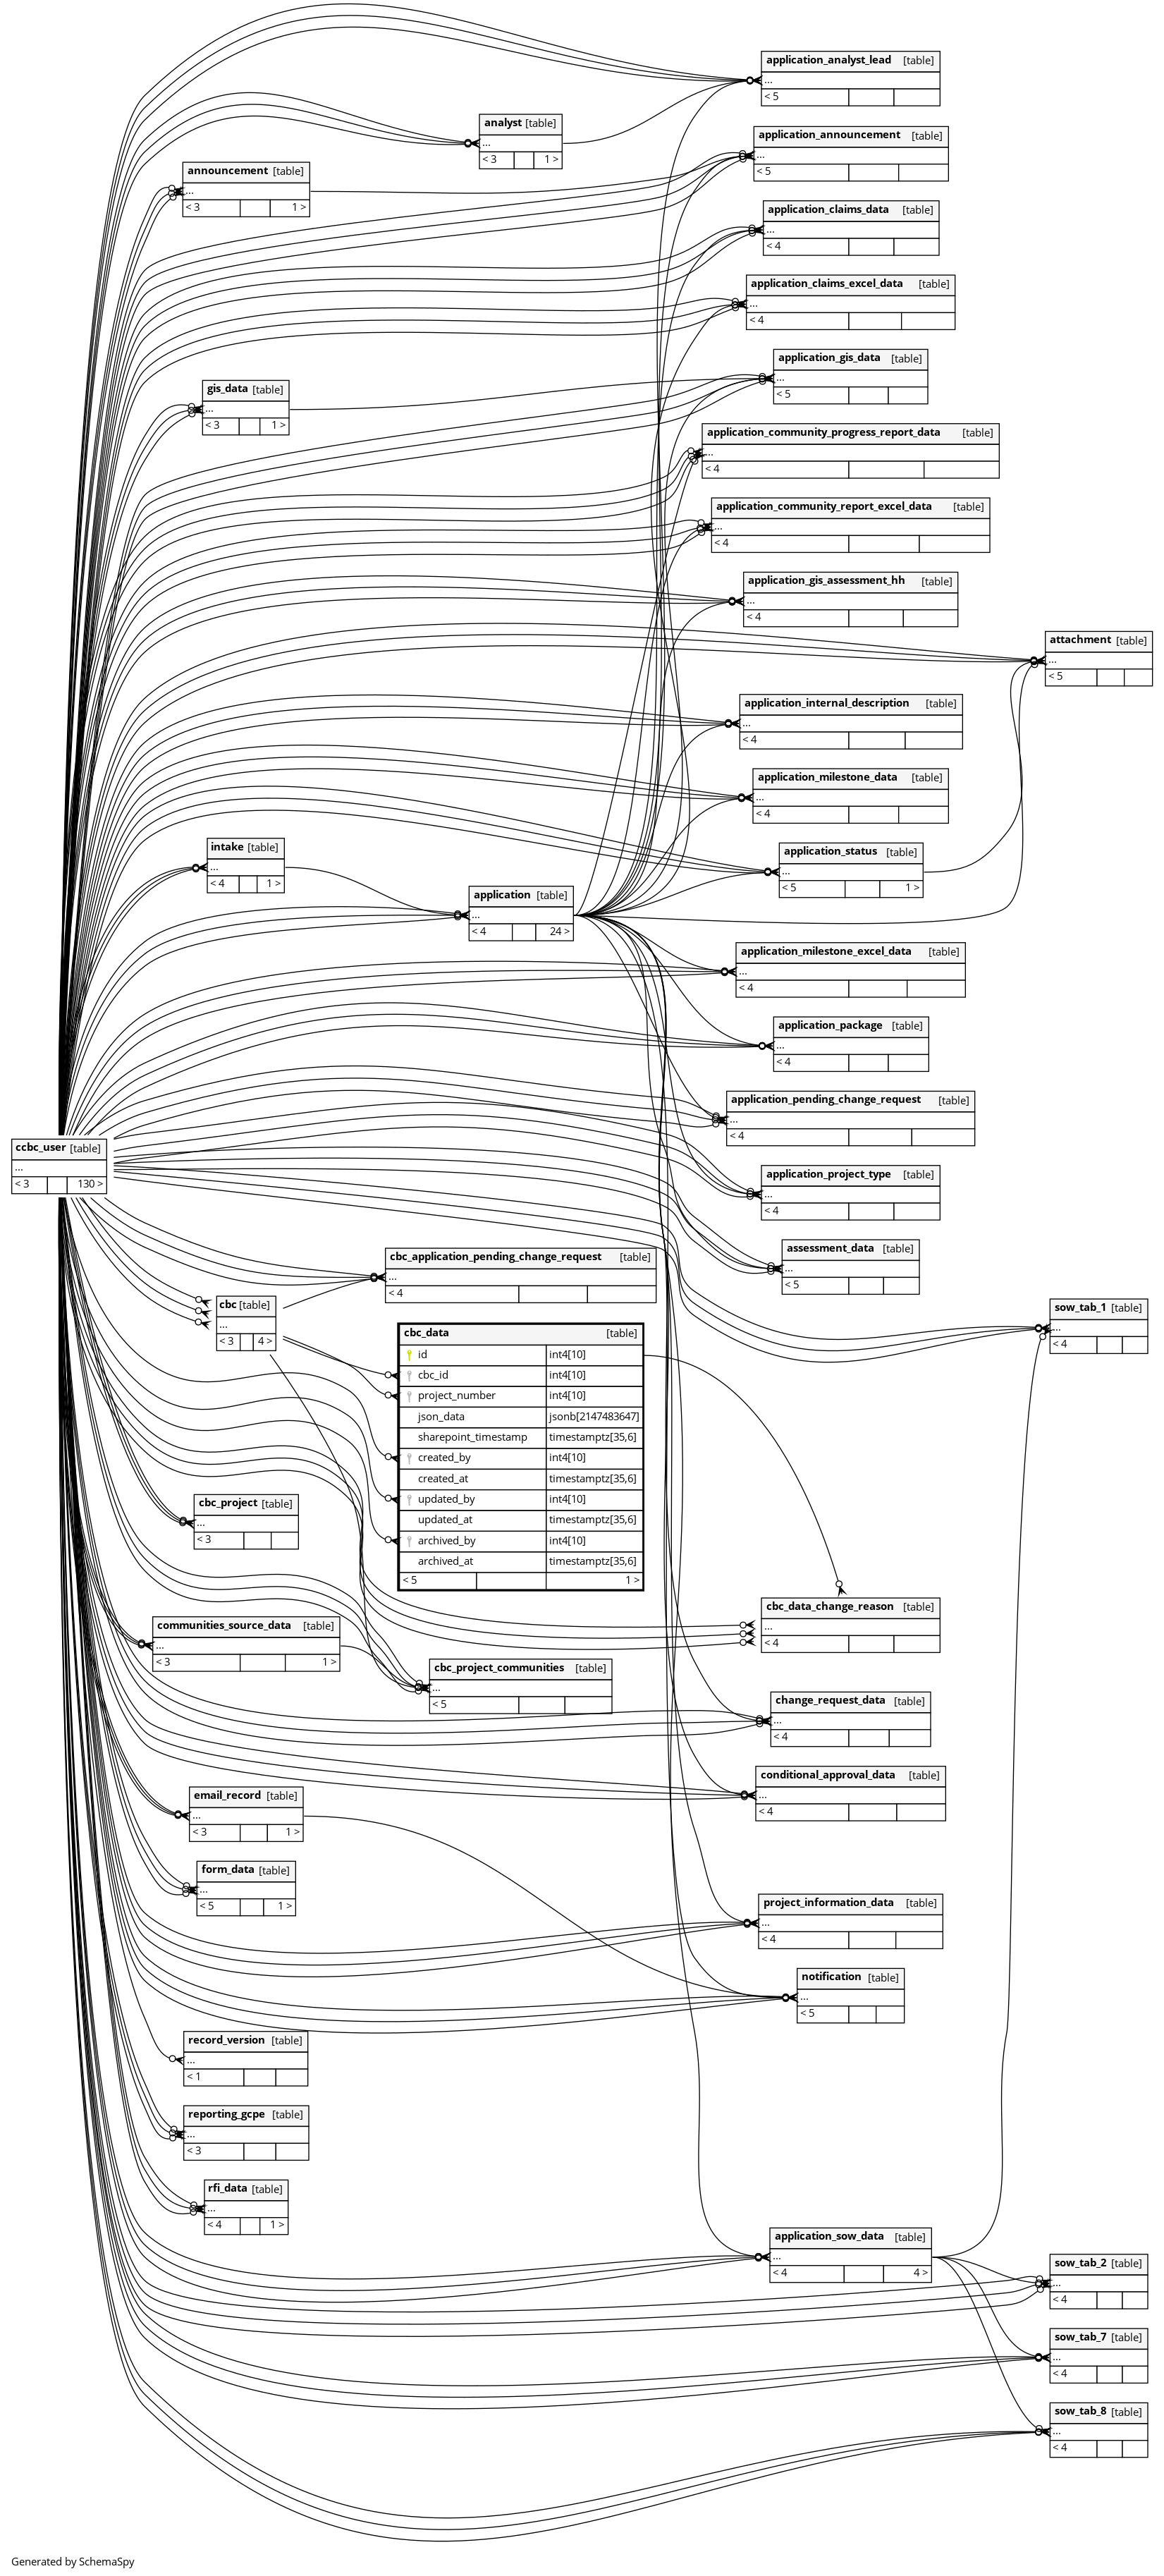 application_analyst_lead [table]
...
< 5
analyst [table]
...
< 3 1 >
application_announcement [table]
...
< 5
announcement [table]
...
< 3 1 >
application_claims_data [table]
...
< 4
application_claims_excel_data [table]
...
< 4
application_gis_data [table]
...
< 5
gis_data [table]
...
< 3 1 >
application_community_progress_report_data [table]
...
< 4
application_community_report_excel_data [table]
...
< 4
application_gis_assessment_hh [table]
...
< 4
attachment [table]
...
< 5
application_internal_description [table]
...
< 4
application_milestone_data [table]
...
< 4
intake [table]
...
< 4 1 >
application_status [table]
...
< 5 1 >
application [table]
...
< 4 24 >
application_milestone_excel_data [table]
...
< 4
application_package [table]
...
< 4
application_pending_change_request [table]
...
< 4
ccbc_user [table]
...
< 3 130 >
application_project_type [table]
...
< 4
assessment_data [table]
...
< 5
cbc_application_pending_change_request [table]
...
< 4
cbc [table]
...
< 3 4 >
sow_tab_1 [table]
...
< 4
cbc_data [table]
id int4[10]
cbc_id int4[10]
project_number int4[10]
json_data jsonb[2147483647]
sharepoint_timestamp timestamptz[35,6]
created_by int4[10]
created_at timestamptz[35,6]
updated_by int4[10]
updated_at timestamptz[35,6]
archived_by int4[10]
archived_at timestamptz[35,6]
< 5 1 >
cbc_project [table]
...
< 3
cbc_data_change_reason [table]
...
< 4
communities_source_data [table]
...
< 3 1 >
cbc_project_communities [table]
...
< 5
change_request_data [table]
...
< 4
conditional_approval_data [table]
...
< 4
email_record [table]
...
< 3 1 >
form_data [table]
...
< 5 1 >
project_information_data [table]
...
< 4
notification [table]
...
< 5
record_version [table]
...
< 1
reporting_gcpe [table]
...
< 3
rfi_data [table]
...
< 4 1 >
application_sow_data [table]
...
< 4 4 >
sow_tab_2 [table]
...
< 4
sow_tab_7 [table]
...
< 4
sow_tab_8 [table]
...
< 4
Generated by SchemaSpy